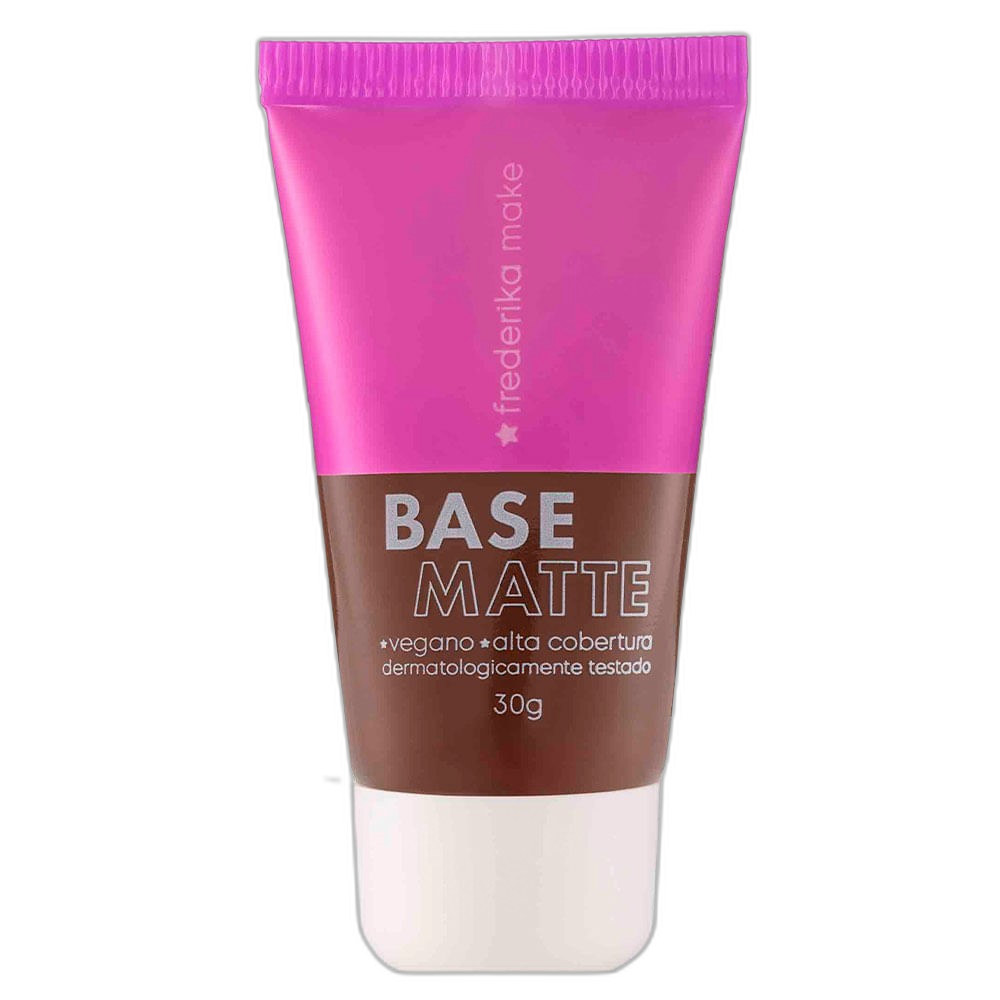 frederika make
BASE
MATTE
vegano alta cobertura
dermatologicamente testado
30g